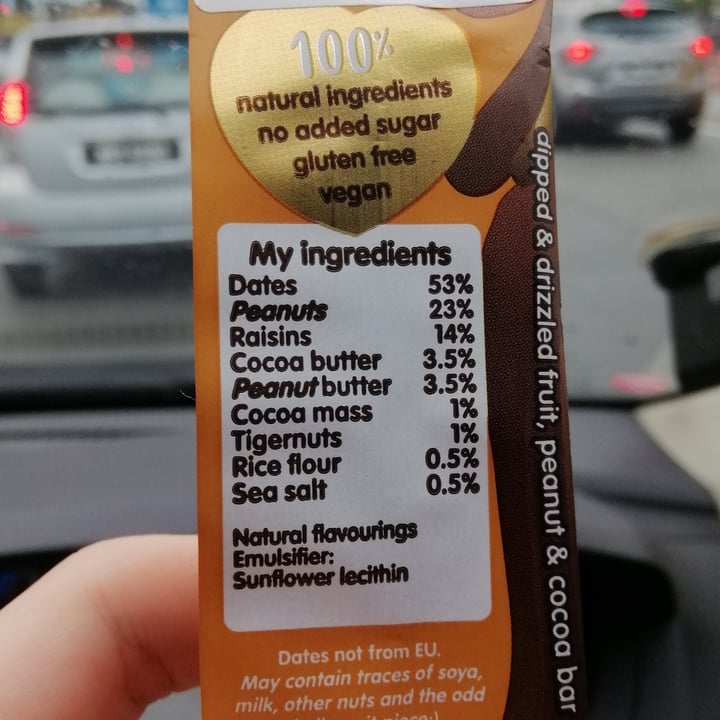 100%
natural ingredients
no added sugar
gluten free
vegan
My ingredients
Dates 53%
Peanuts 23%
Raisins 14%
Cocoa butter 3.5%
Peanut butter 3.5%
Cocoa mass 1%
Tigernuts 1%
Rice flour 0.5%
Sea salt 0.5%
Natural flavourings
Emulsifier:
Sunflower lecithin
Dates not from EU.
May contain traces of soya,
milk, other nuts and the odd
dipped & drizzled fruit, peanut & cocoa bar